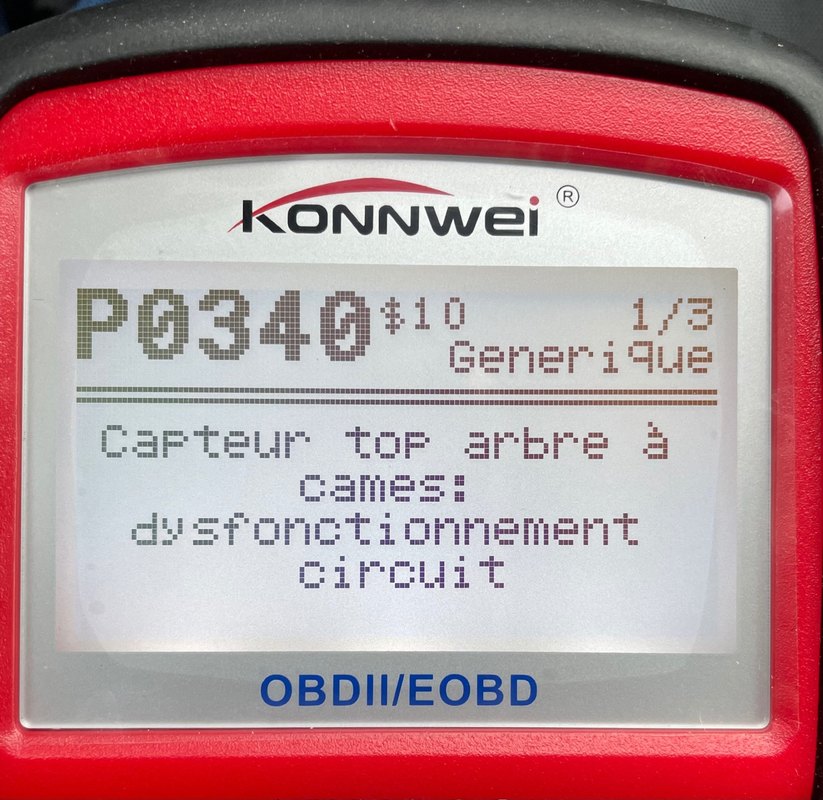 KONNWEI ®
P0340 $10 1/3
Generique
Capteur top arbre à
cames:
dysfonctionnement
circuit
OBDII/EOBD